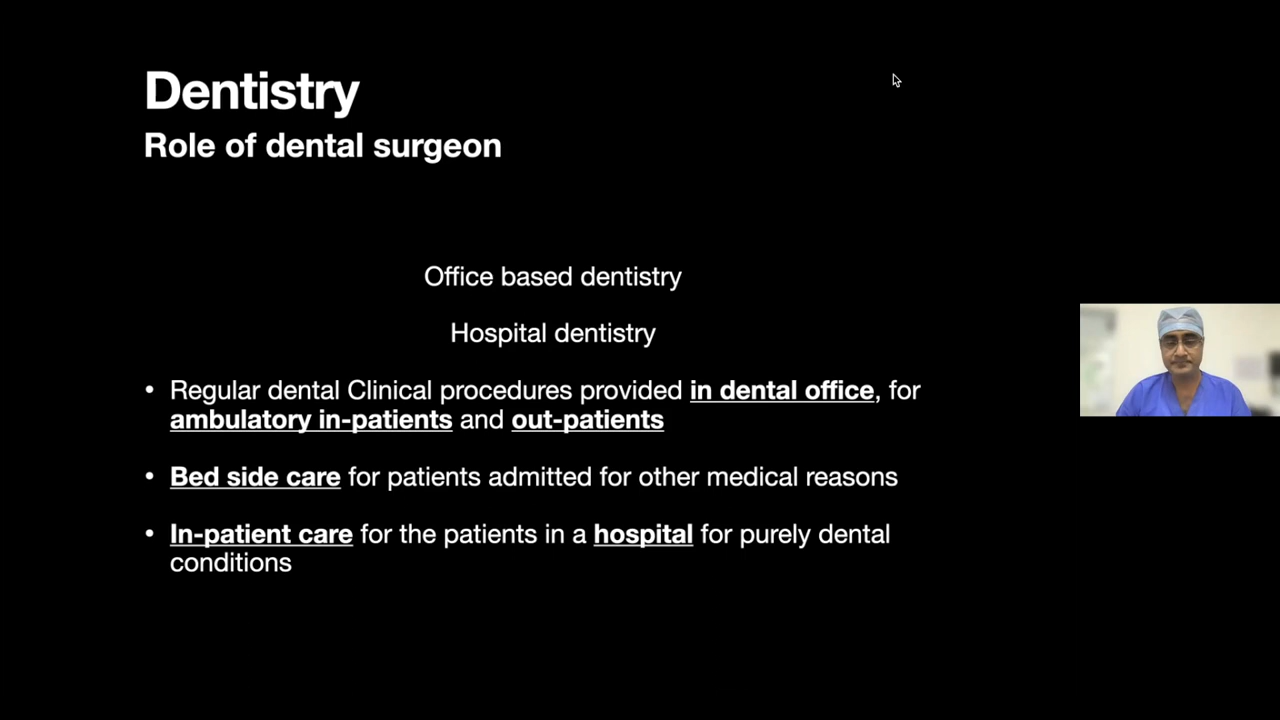 Dentistry
Role of dental surgeon
Office based dentistry
Hospital dentistry
• Regular dental Clinical procedures provided in dental office, for
ambulatory in-patients and out-patients
• Bed side care for patients admitted for other medical reasons
• In-patient care for the patients in a hospital for purely dental
conditions